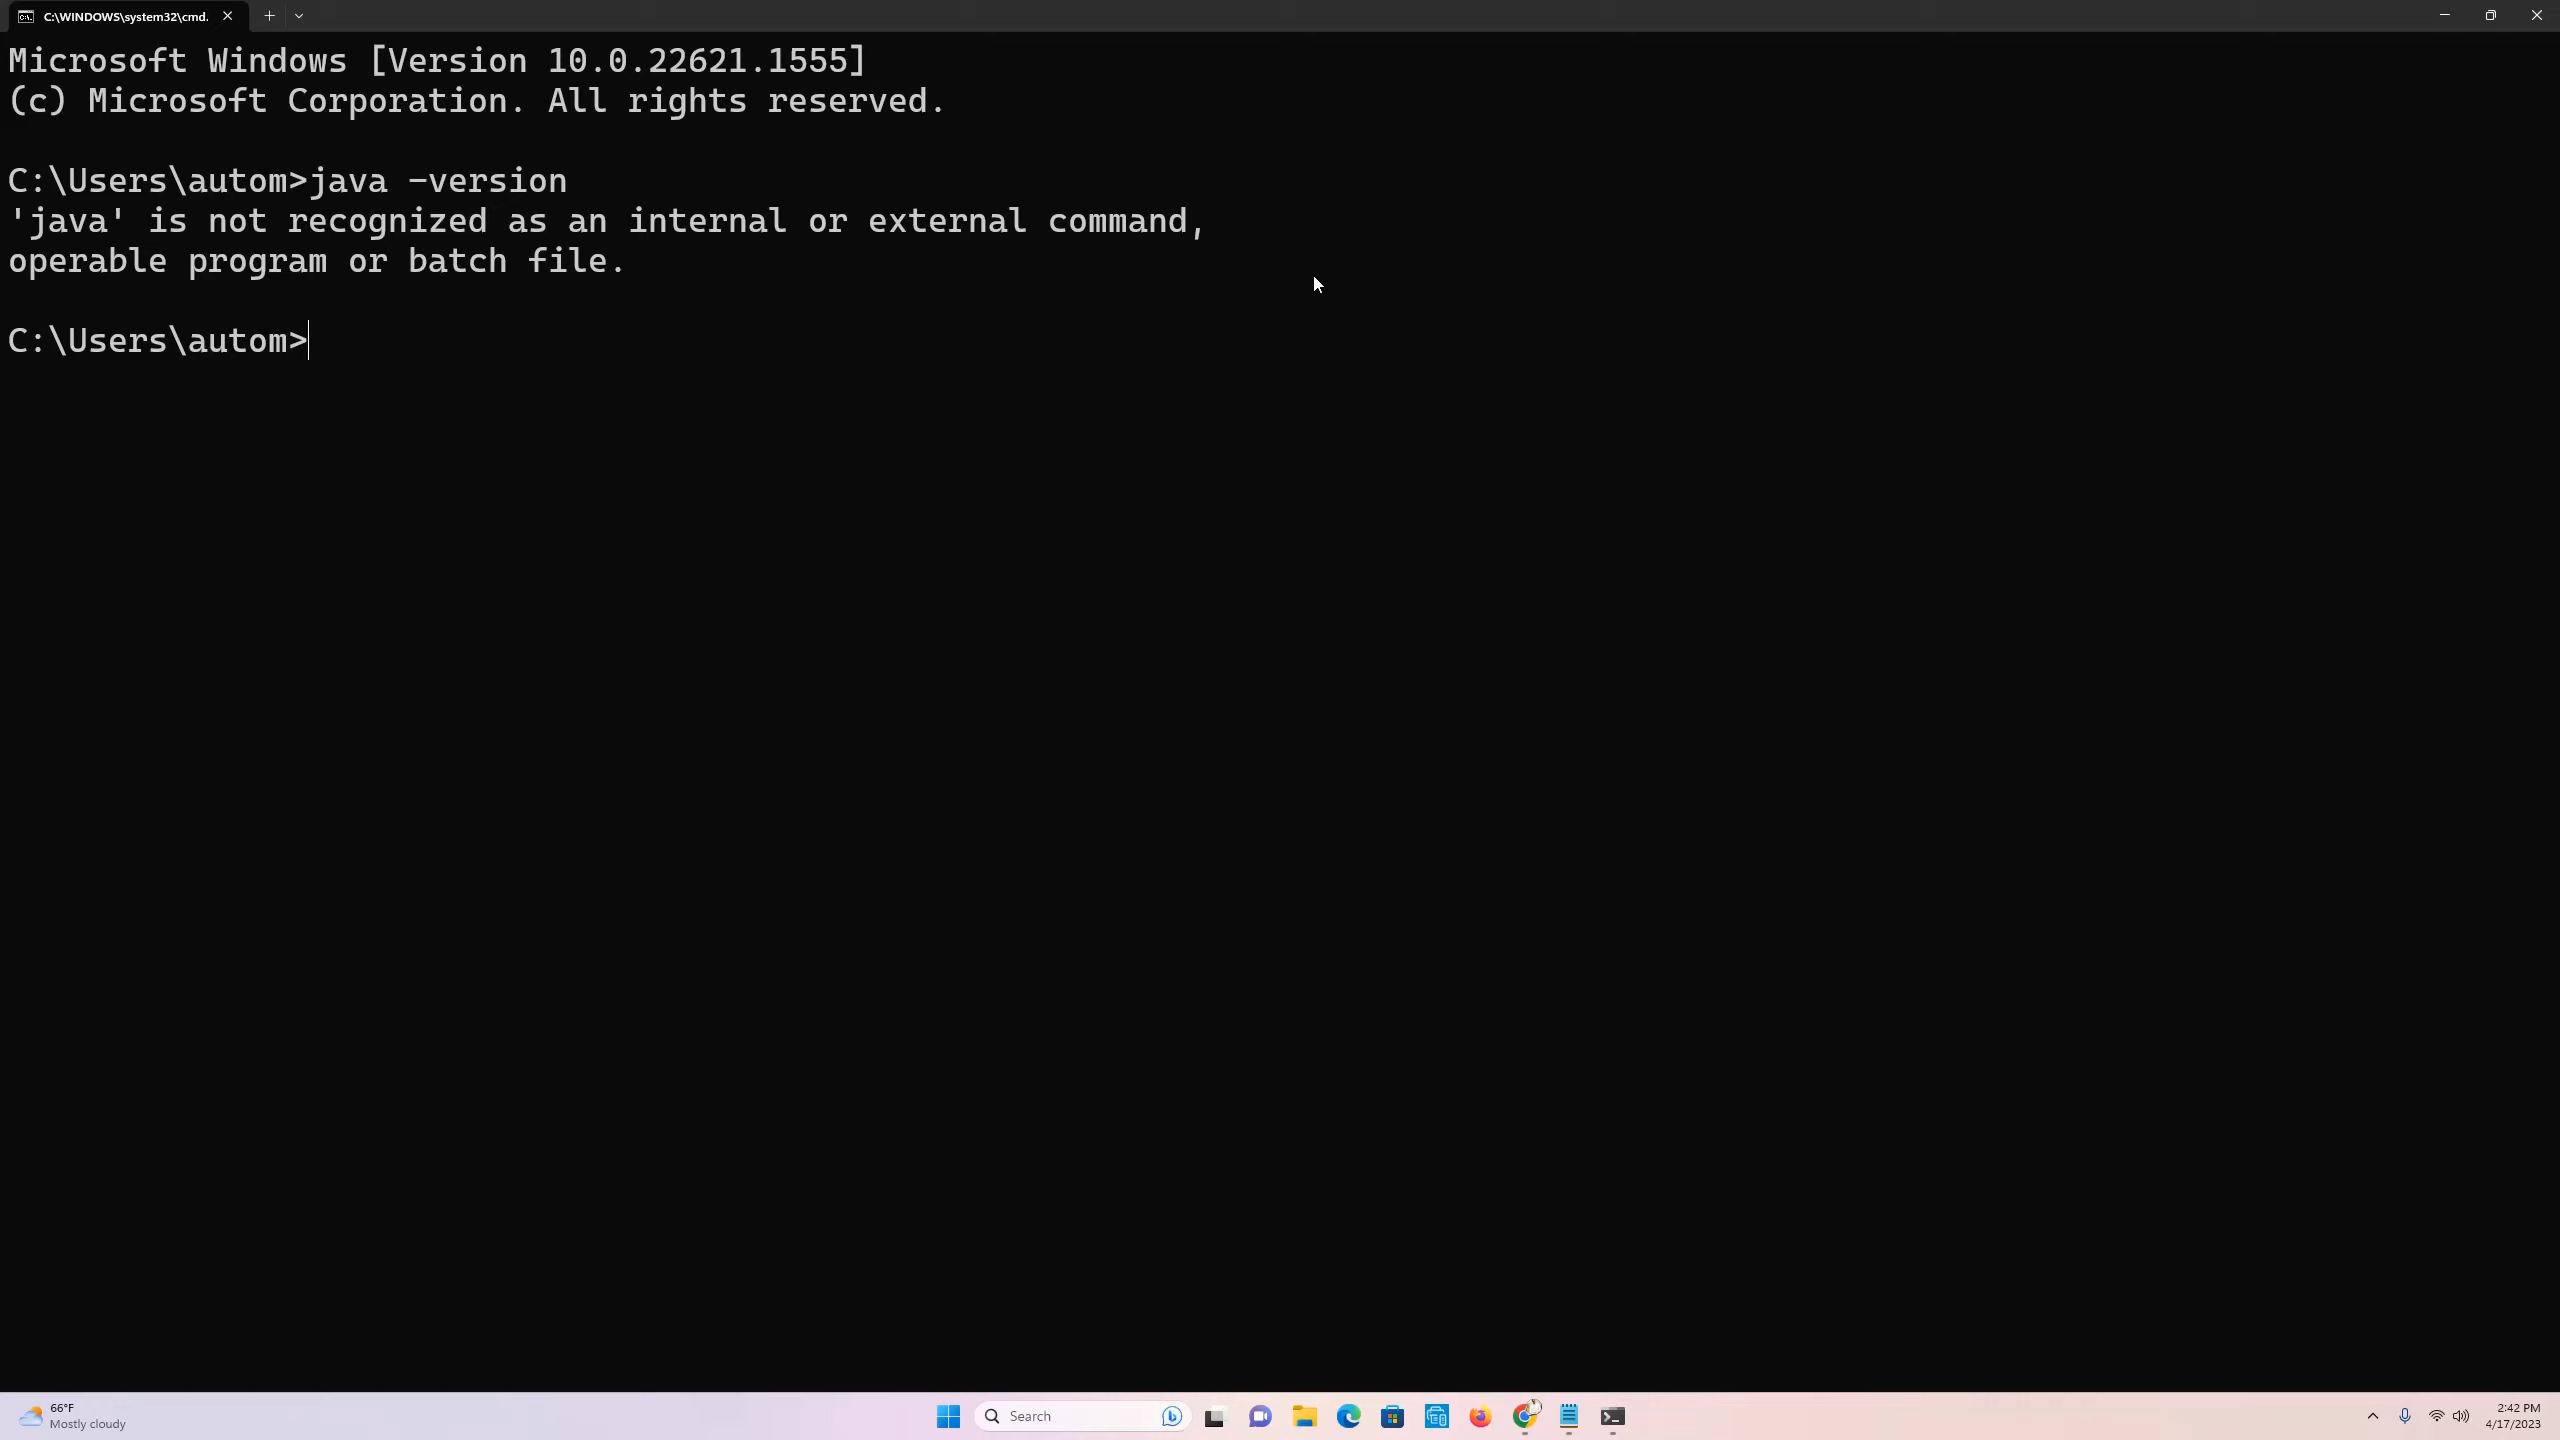 C:\WINDOWS\system32\cmd.
Microsoft Windows [Version 10.0.22621.1555]
(c) Microsoft Corporation. All rights reserved.
C:\Users\autom>java -version
'java' is not recognized as an internal or external command,
operable program or batch file.
C:\Users\autom>
66°F
Mostly cloudy
Search
2:42 PM
4/17/2023